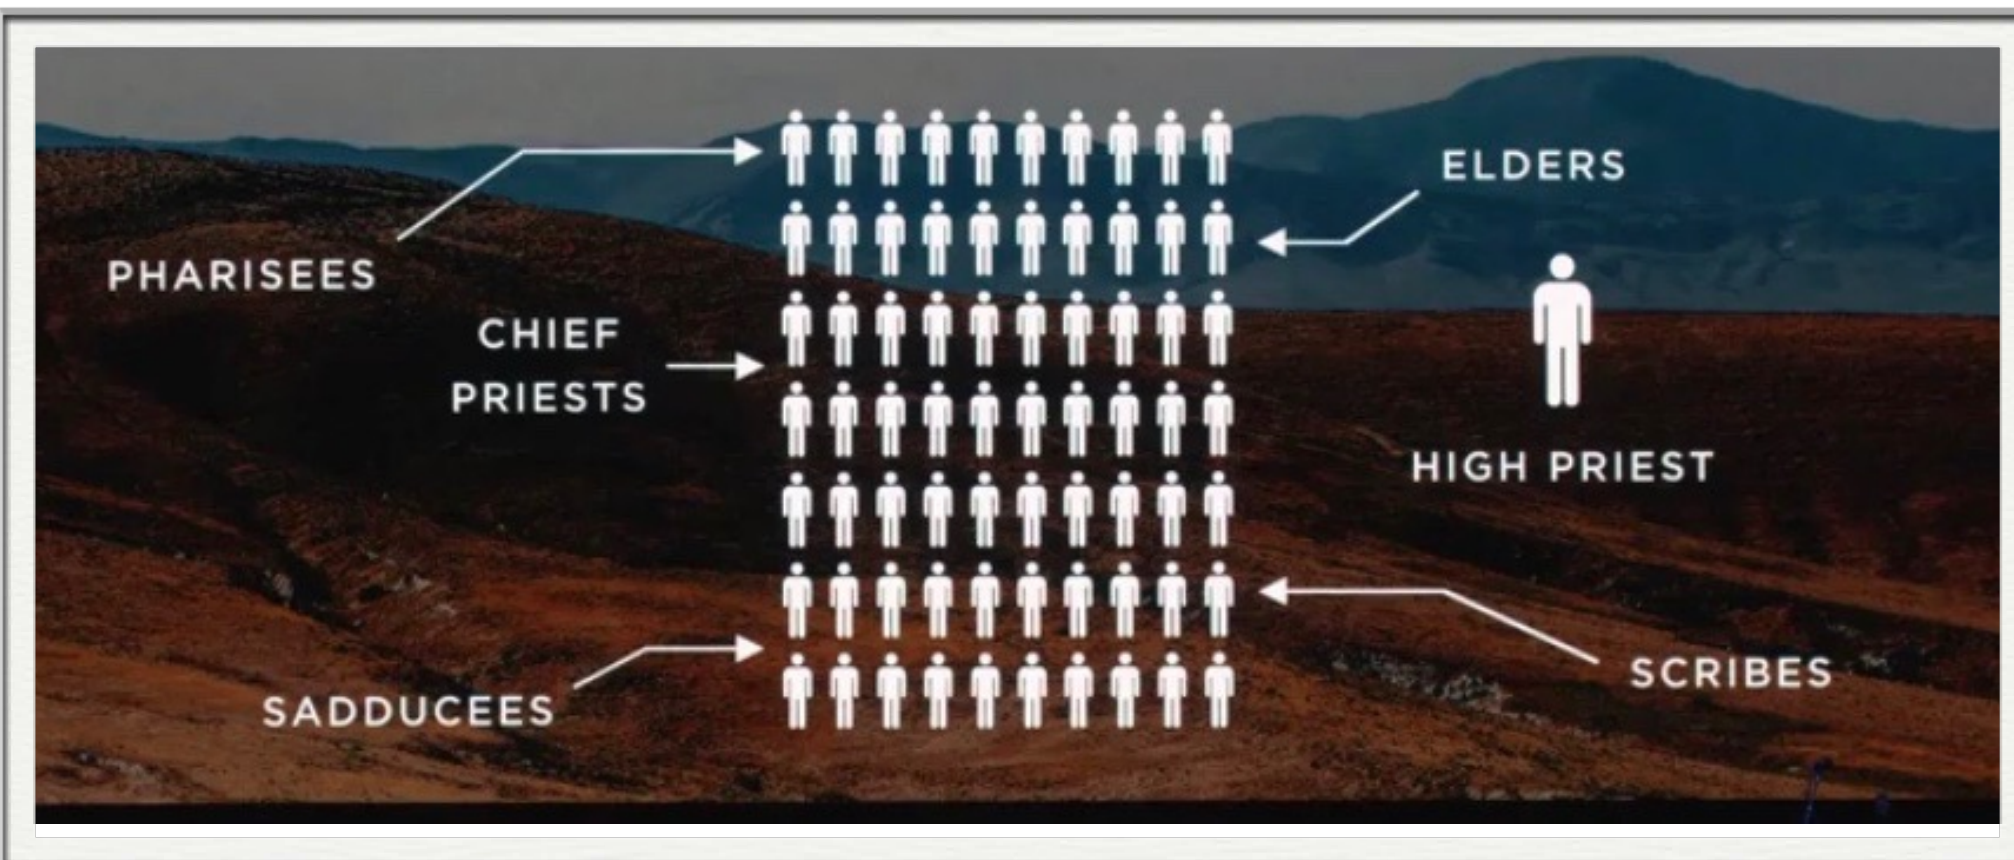 PHARISEES
CHIEF
PRIESTS
SADDUCEES
ELDERS
HIGH PRIEST
SCRIBES